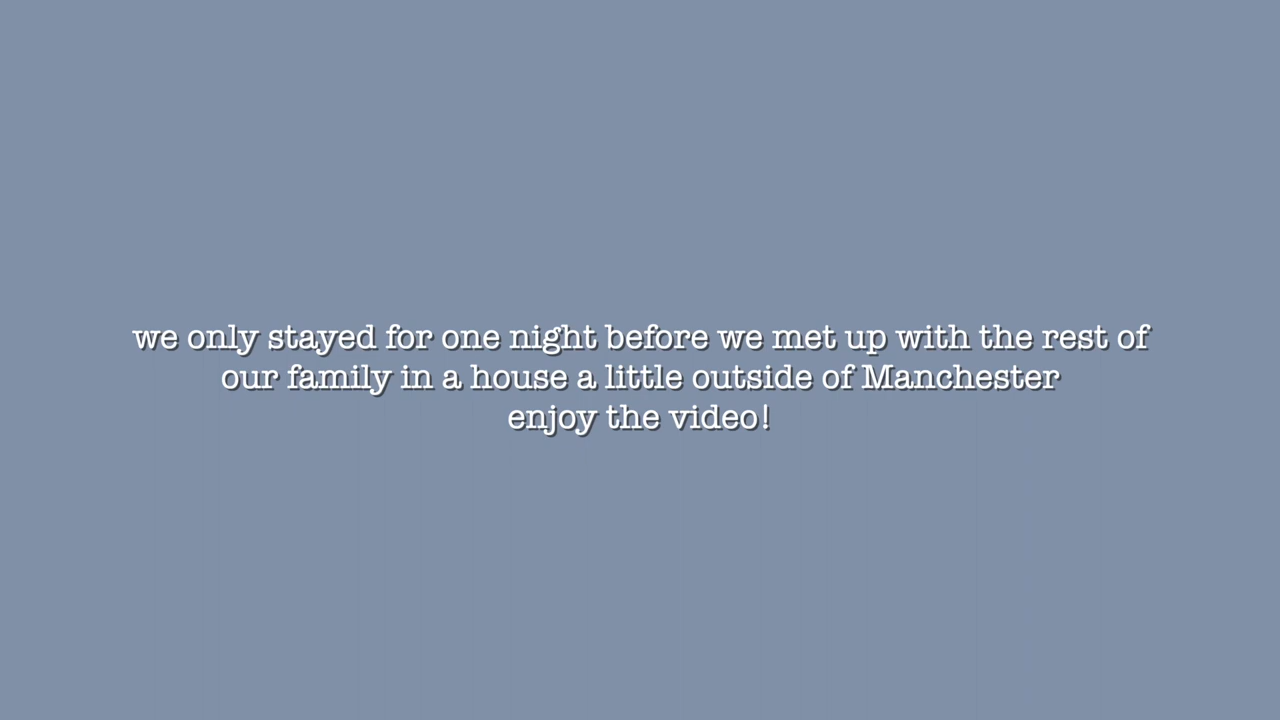 we only stayed for one night before we met up with the rest of
our family in a house a little outside of Manchester
enjoy the video!